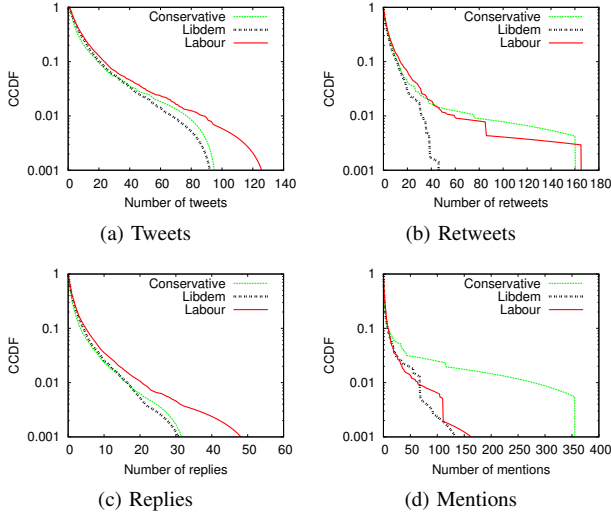 Conservative
Libdem
Labour
CCDF
1
0.1
0.01
0.001
0 20 40 60 80 100 120 140
Number of tweets
(a) Tweets
Conservative
Libdem
Labour
CCDF
1
0.1
0.01
0.001
0 20 40 60 80 100 120 140 160 180
Number of retweets
(b) Retweets
Conservative
Libdem
Labour
CCDF
1
0.1
0.01
0.001
0 10 20 30 40 50 60
Number of replies
(c) Replies
Conservative
Libdem
Labour
CCDF
1
0.1
0.01
0.001
0 50 100 150 200 250 300 350 400
Number of mentions
(d) Mentions